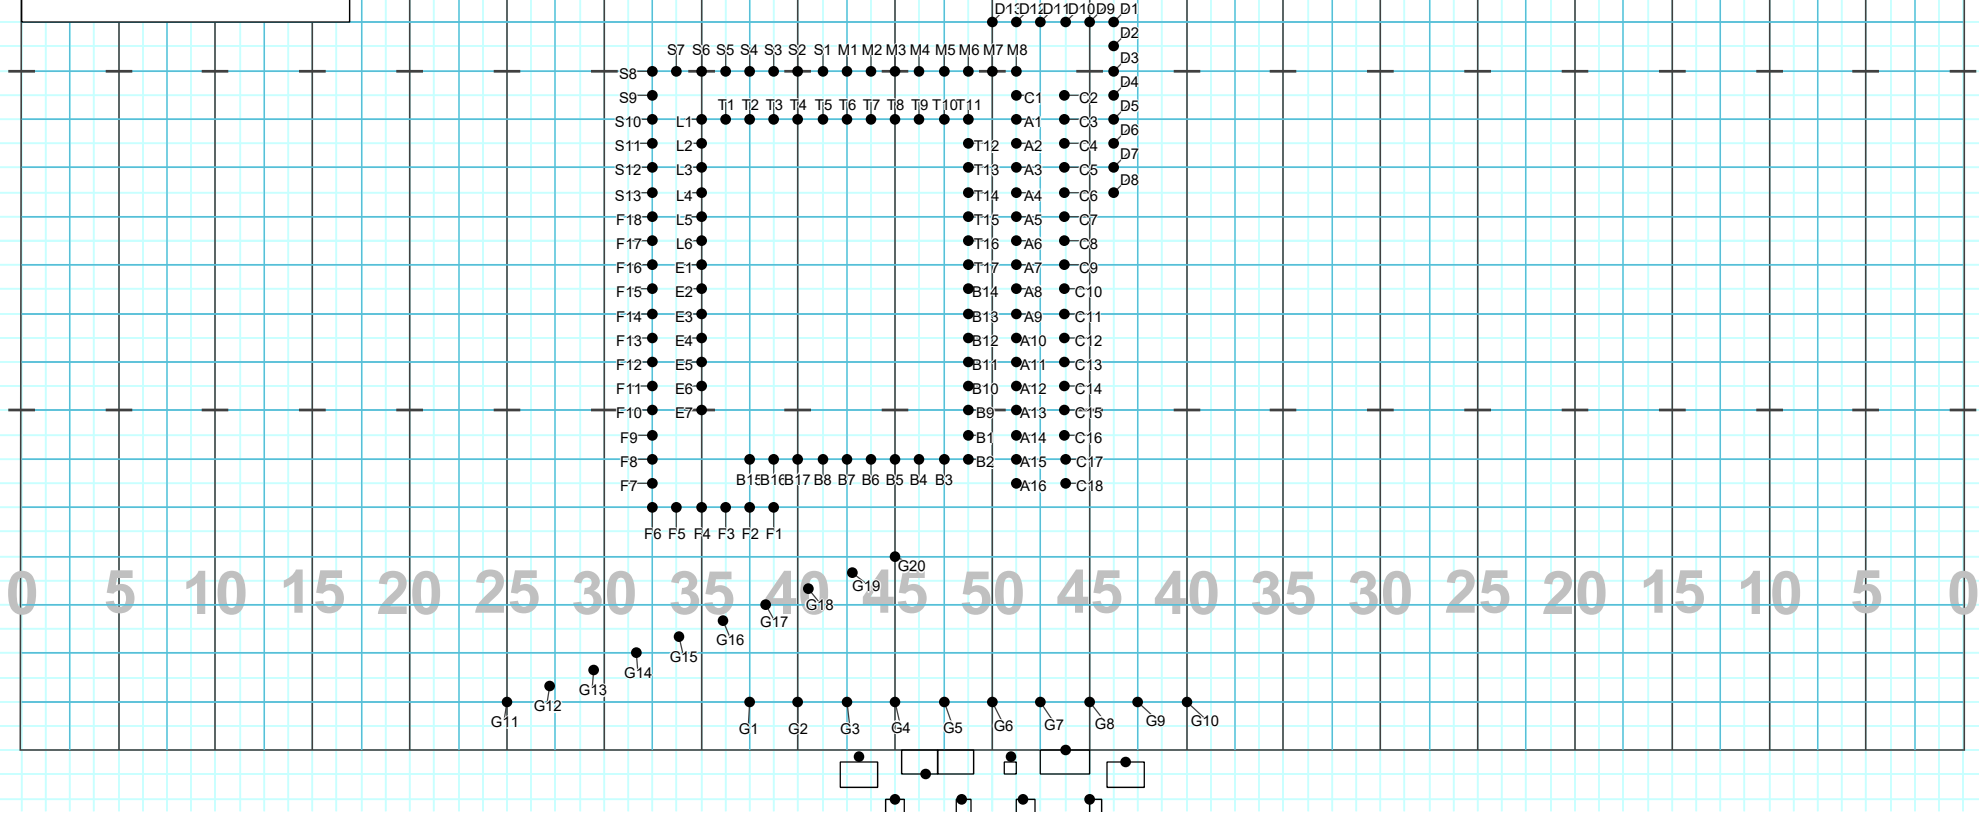 D13 D12 D11 D10 D9 D1
D2
S7 S6 S5 S4 S3 S2 S1 M1 M2 M3 M4 M5 M6 M7 M8
D3
S8
D4
S9 C1 C2
T1 T2 T3 T4 T5 T6 T7 T8 T9 T10 T11 D5
S10 L1 A1 C3
D6
S11 L2 T12 A2 C4
D7
S12 L3 T13 A3 C5
D8
S13 L4 T14 A4 C6
F18 L5 T15 A5 C7
F17 L6 T16 A6 C8
F16 E1 T17 A7 C9
F15 E2 B14 A8 C10
F14 E3 B13 A9 C11
F13 E4 B12 A10 C12
F12 E5 B11 A11 C13
F11 E6 B10 A12 C14
F10 E7 B9 A13 C15
F9 B1 A14 C16
F8 B2 A15 C17
B15 B16 B17 B8 B7 B6 B5 B4 B3
F7 A16 C18
F6 F5 F4 F3 F2 F1
G20
G19
0 5 10 15 20 25 30 35 40 45 50 45 40 35 30 25 20 15 10 5 0
G18
G17
G16
G15
G14
G13
G12
G11 G1 G2 G3 G4 G5 G6 G7 G8 G9 G10